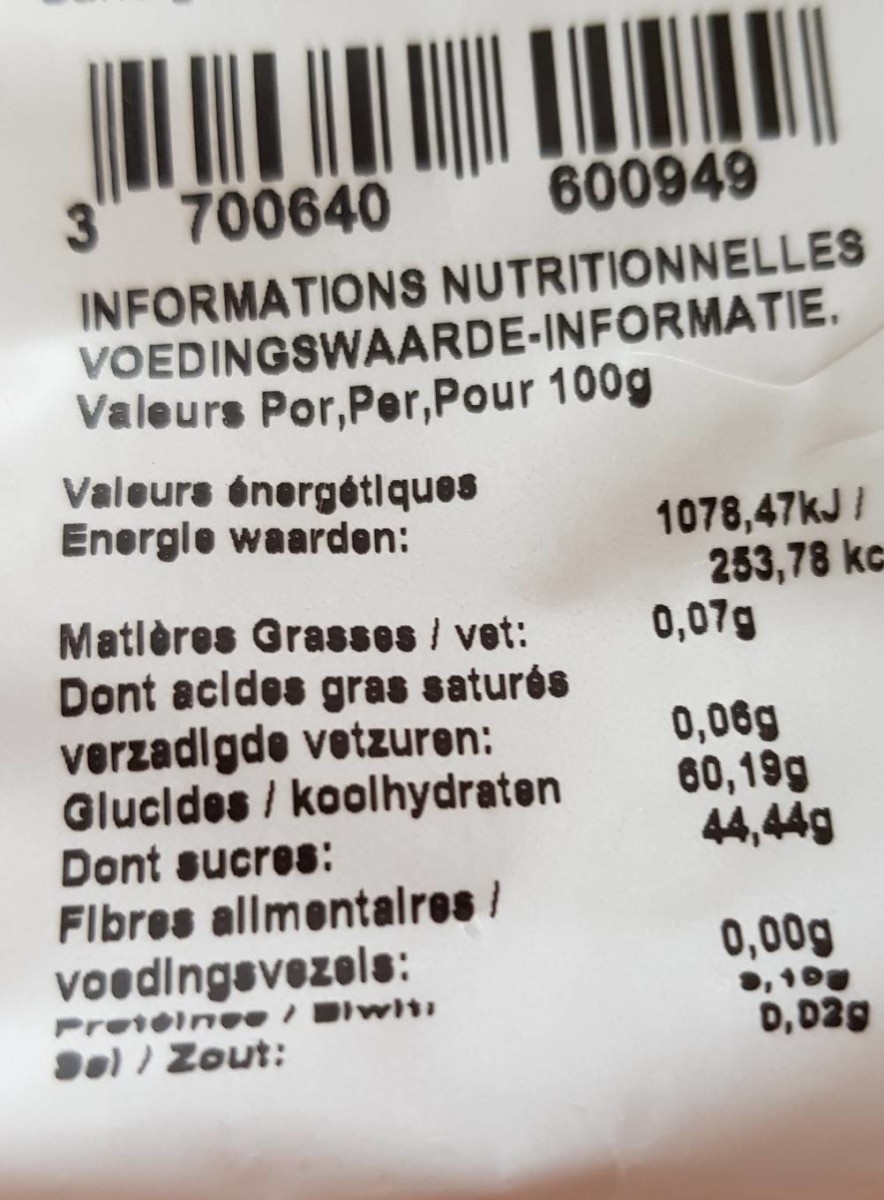 3 700640 600949
INFORMATIONS NUTRITIONNELLES
VOEDINGSWAARDE-INFORMATIE.
Valeurs Por,Per,Pour 100g
Valeurs énergétiques
Energie waarden: 1078,47kJ /
253,78 kc
Matières Grasses / vet: 0,07g
Dont acides gras saturés
verzadigde vetzuren: 0,06g
Glucides / koolhydraten 60,19g
Dont sucres: 44,44g
Fibres alimentaires /
voedingsvezels: 0,00g
Protéines / Eiwit:
Sel / Zout: 0,02g